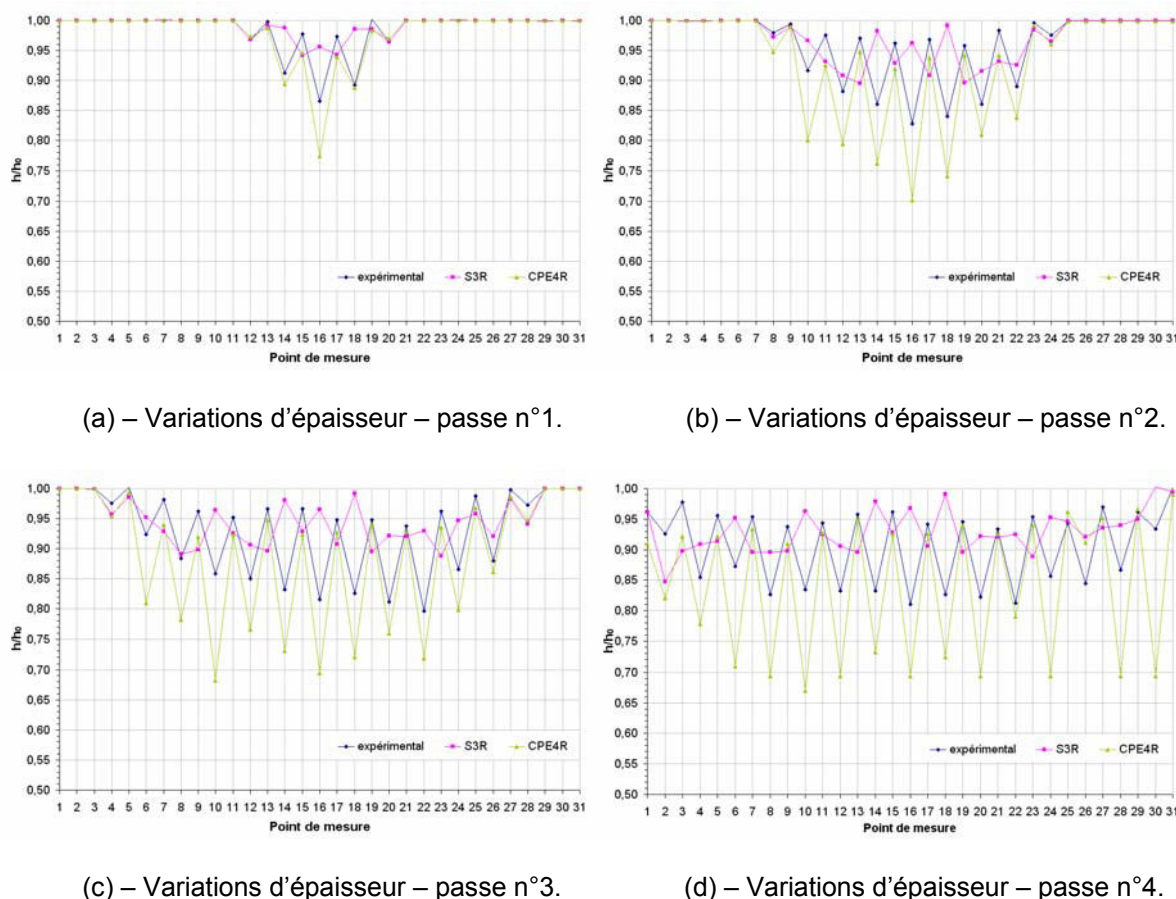 1,00
0,95
0,90
0,85
0,80
0,75
0,70
0,65
0,60
0,55
0,50
h/h₀
expérimental S3R CPE4R
1 2 3 4 5 6 7 8 9 10 11 12 13 14 15 16 17 18 19 20 21 22 23 24 25 26 27 28 29 30 31
Point de mesure
(a) – Variations d'épaisseur – passe n°1.
1,00
0,95
0,90
0,85
0,80
0,75
0,70
0,65
0,60
0,55
0,50
h/h₀
expérimental S3R CPE4R
1 2 3 4 5 6 7 8 9 10 11 12 13 14 15 16 17 18 19 20 21 22 23 24 25 26 27 28 29 30 31
Point de mesure
(b) – Variations d'épaisseur – passe n°2.
1,00
0,95
0,90
0,85
0,80
0,75
0,70
0,65
0,60
0,55
0,50
h/h₀
expérimental S3R CPE4R
1 2 3 4 5 6 7 8 9 10 11 12 13 14 15 16 17 18 19 20 21 22 23 24 25 26 27 28 29 30 31
Point de mesure
(c) – Variations d'épaisseur – passe n°3.
1,00
0,95
0,90
0,85
0,80
0,75
0,70
0,65
0,60
0,55
0,50
h/h₀
expérimental S3R CPE4R
1 2 3 4 5 6 7 8 9 10 11 12 13 14 15 16 17 18 19 20 21 22 23 24 25 26 27 28 29 30 31
Point de mesure
(d) – Variations d'épaisseur – passe n°4.